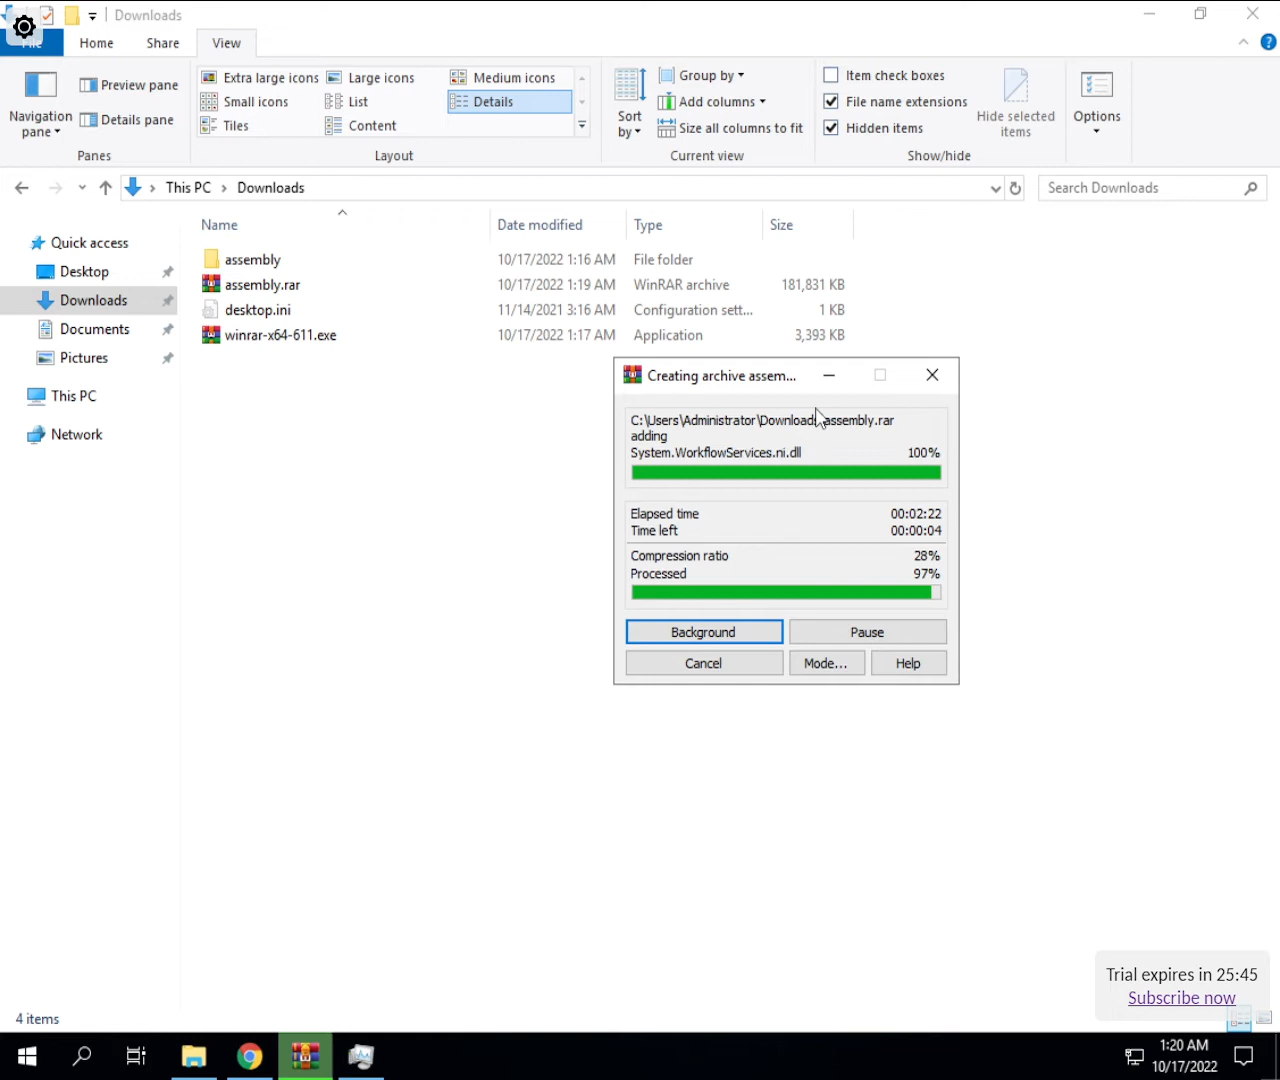 Downloads
File
Home
Share
View
Navigation pane
Preview pane
Details pane
Panes
Extra large icons
Large icons
Medium icons
Small icons
List
Details
Tiles
Content
Layout
Sort by
Group by
Add columns
Size all columns to fit
Current view
Item check boxes
File name extensions
Hidden items
Hide selected items
Show/hide
Options
This PC
Downloads
Search Downloads
Quick access
Desktop
Downloads
Documents
Pictures
This PC
Network
Name Date modified Type Size
assembly 10/17/2022 1:16 AM File folder
assembly.rar 10/17/2022 1:19 AM WinRAR archive 181,831 KB
desktop.ini 11/14/2021 3:16 AM Configuration sett... 1 KB
winrar-x64-611.exe 10/17/2022 1:17 AM Application 3,393 KB
Creating archive assem...
C:\Users\Administrator\Downloads\assembly.rar
adding
System.WorkflowServices.ni.dll 100%
Elapsed time 00:02:22
Time left 00:00:04
Compression ratio 28%
Processed 97%
Background
Pause
Cancel
Mode...
Help
Trial expires in 25:45
Subscribe now
4 items
1:20 AM
10/17/2022